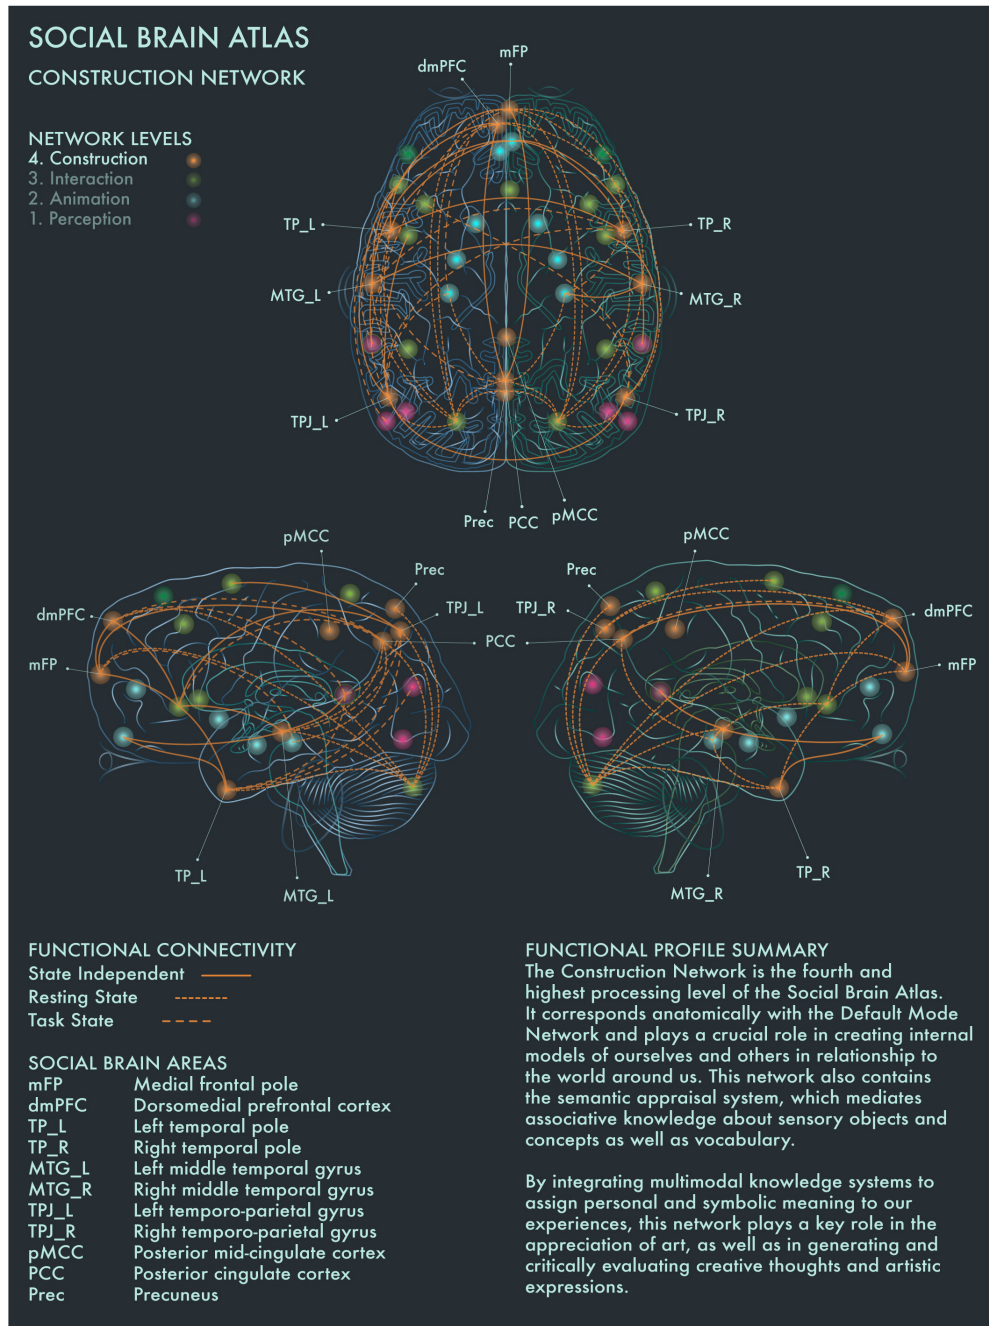 SOCIAL BRAIN ATLAS
CONSTRUCTION NETWORK
NETWORK LEVELS
4. Construction
3. Interaction
2. Animation
1. Perception
mFP
dmPFC
TP_L
TP_R
MTG_L
MTG_R
TPJ_L
TPJ_R
Prec
PCC
pMCC
pMCC
Prec
TPJ_L
dmPFC
mFP
PCC
TP_L
MTG_L
pMCC
Prec
TPJ_R
dmPFC
mFP
TP_R
MTG_R
FUNCTIONAL CONNECTIVITY
State Independent
Resting State
Task State
SOCIAL BRAIN AREAS
mFP Medial frontal pole
dmPFC Dorsomedial prefrontal cortex
TP_L Left temporal pole
TP_R Right temporal pole
MTG_L Left middle temporal gyrus
MTG_R Right middle temporal gyrus
TPJ_L Left temporo-parietal gyrus
TPJ_R Right temporo-parietal gyrus
pMCC Posterior mid-cingulate cortex
PCC Posterior cingulate cortex
Prec Precuneus
FUNCTIONAL PROFILE SUMMARY
The Construction Network is the fourth and
highest processing level of the Social Brain Atlas.
It corresponds anatomically with the Default Mode
Network and plays a crucial role in creating internal
models of ourselves and others in relationship to
the world around us. This network also contains
the semantic appraisal system, which mediates
associative knowledge about sensory objects and
concepts as well as vocabulary.
By integrating multimodal knowledge systems to
assign personal and symbolic meaning to our
experiences, this network plays a key role in the
appreciation of art, as well as in generating and
critically evaluating creative thoughts and artistic
expressions.